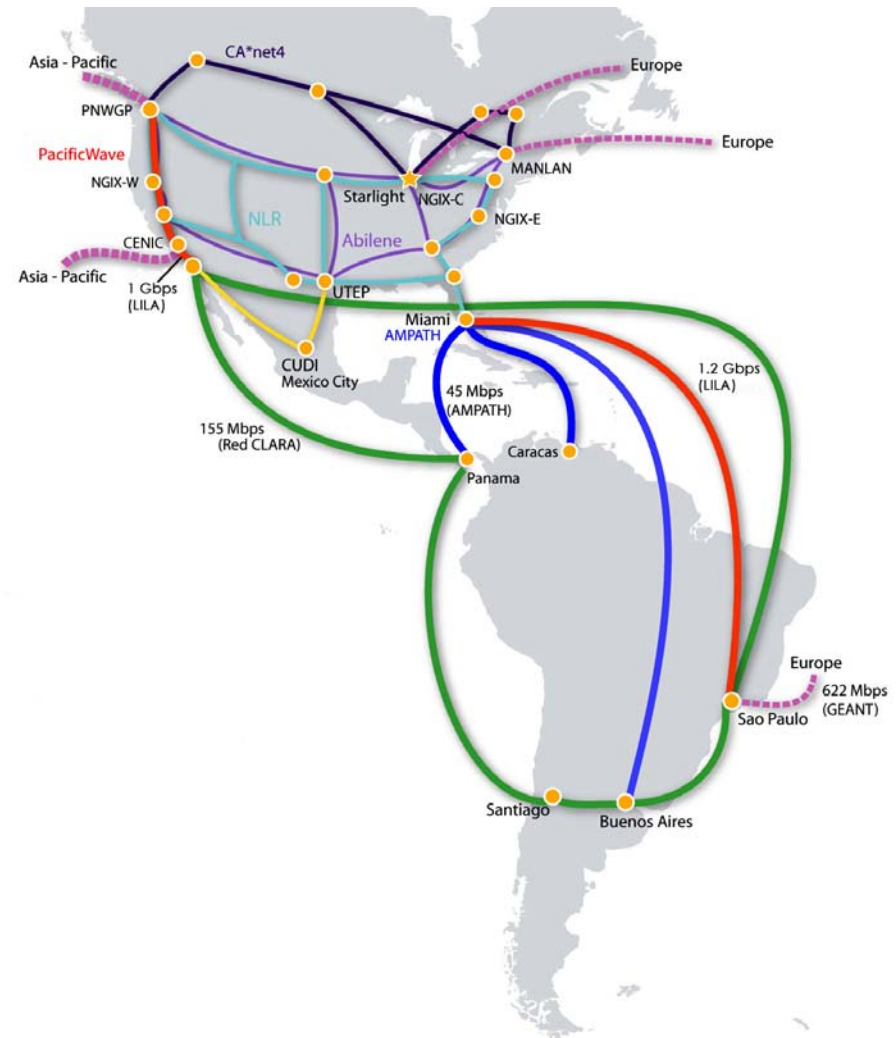 CA*net4
Asia - Pacific
Europe
PNWGP
Europe
PacificWave
MANLAN
NGIX-W
Starlight
NGIX-C
NLR
NGIX-E
Abilene
CENIC
Asia - Pacific
1 Gbps
(LILA)
UTEP
Miami
AMPATH
CUDI
Mexico City
1.2 Gbps
(LILA)
45 Mbps
(AMPATH)
155 Mbps
(Red CLARA)
Caracas
Panama
Europe
622 Mbps
(GEANT)
Sao Paulo
Santiago
Buenos Aires